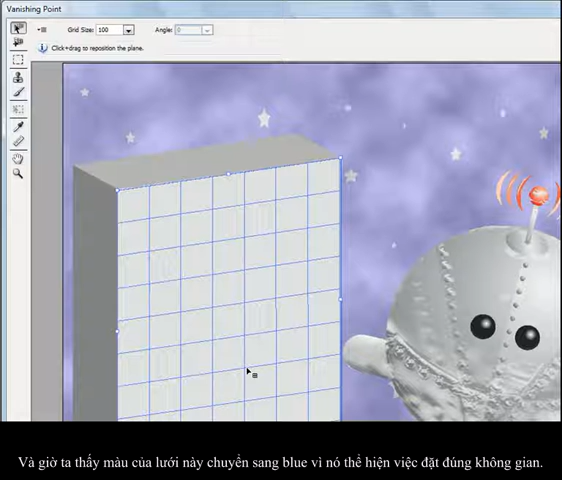 Vanishing Point
Grid Size: 100 Angle: 0
Click+drag to reposition the plane.
Và giờ ta thấy màu của lưới này chuyển sang blue vì nó thể hiện việc đặt đúng không gian.